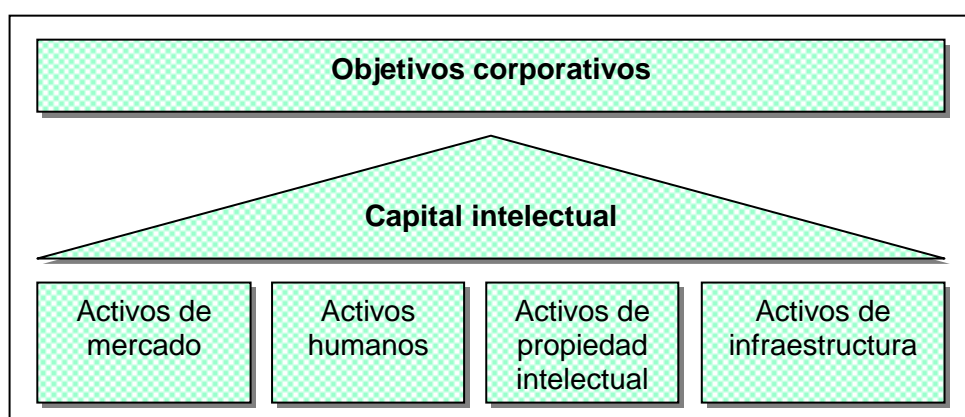 Objetivos corporativos
Capital intelectual
Activos de
mercado
Activos
humanos
Activos de
propiedad
intelectual
Activos de
infraestructura